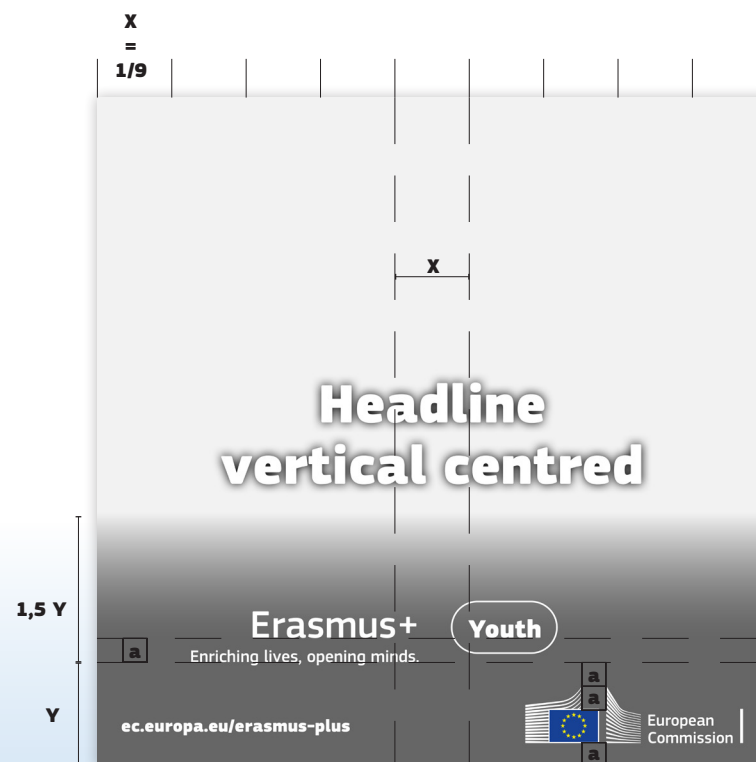 X
=
1/9
X
Headline
vertical centred
1,5 Y
Erasmus+
Youth
a
Enriching lives, opening minds.
a
a
Y
ec.europa.eu/erasmus-plus
European
Commission
a